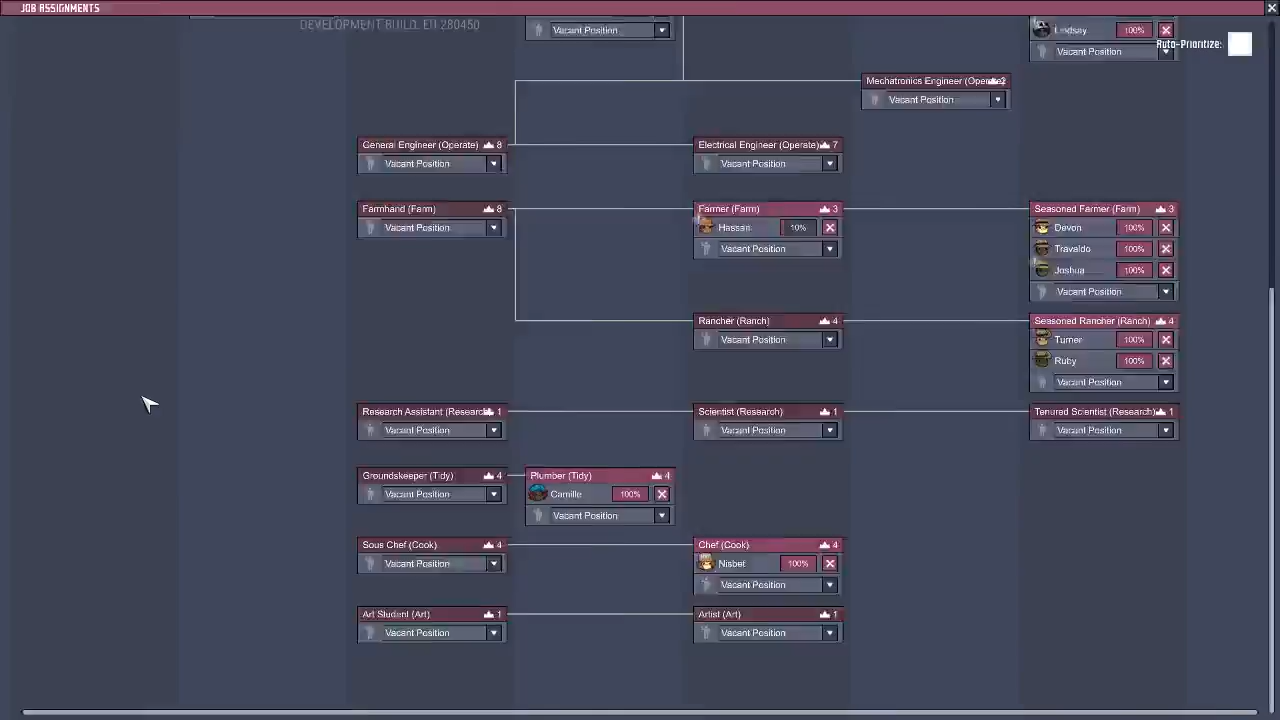 JOB ASSIGNMENTS
DEVELOPMENT BUILD. EU-280450
Vacant Position
Lindsay 100%
Vacant Position
Auto-Prioritize:
Mechatronics Engineer (Operate) 2
Vacant Position
General Engineer (Operate) 8
Vacant Position
Electrical Engineer (Operate) 7
Vacant Position
Farmhand (Farm) 8
Vacant Position
Farmer (Farm) 3
Hassan 10%
Vacant Position
Seasoned Farmer (Farm) 3
Devon 100%
Travaldo 100%
Joshua 100%
Vacant Position
Rancher (Ranch) 4
Vacant Position
Seasoned Rancher (Ranch) 4
Turner 100%
Ruby 100%
Vacant Position
Research Assistant (Research) 1
Vacant Position
Scientist (Research) 1
Vacant Position
Tenured Scientist (Research) 1
Vacant Position
Groundskeeper (Tidy) 4
Vacant Position
Plumber (Tidy) 4
Camille 100%
Vacant Position
Sous Chef (Cook) 4
Vacant Position
Chef (Cook) 4
Nisbet 100%
Vacant Position
Art Student (Art) 1
Vacant Position
Artist (Art) 1
Vacant Position